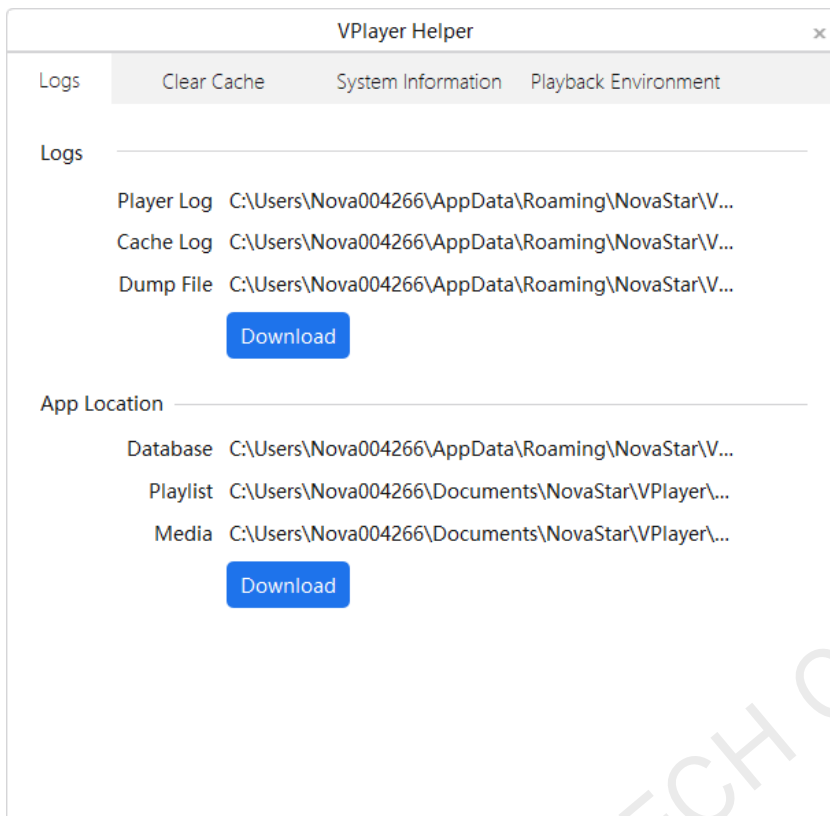 VPlayer Helper ×
Logs Clear Cache System Information Playback Environment
Logs
Player Log C:\Users\Nova004266\AppData\Roaming\NovaStar\V...
Cache Log C:\Users\Nova004266\AppData\Roaming\NovaStar\V...
Dump File C:\Users\Nova004266\AppData\Roaming\NovaStar\V...
Download
App Location
Database C:\Users\Nova004266\AppData\Roaming\NovaStar\V...
Playlist C:\Users\Nova004266\Documents\NovaStar\VPlayer\...
Media C:\Users\Nova004266\Documents\NovaStar\VPlayer\...
Download